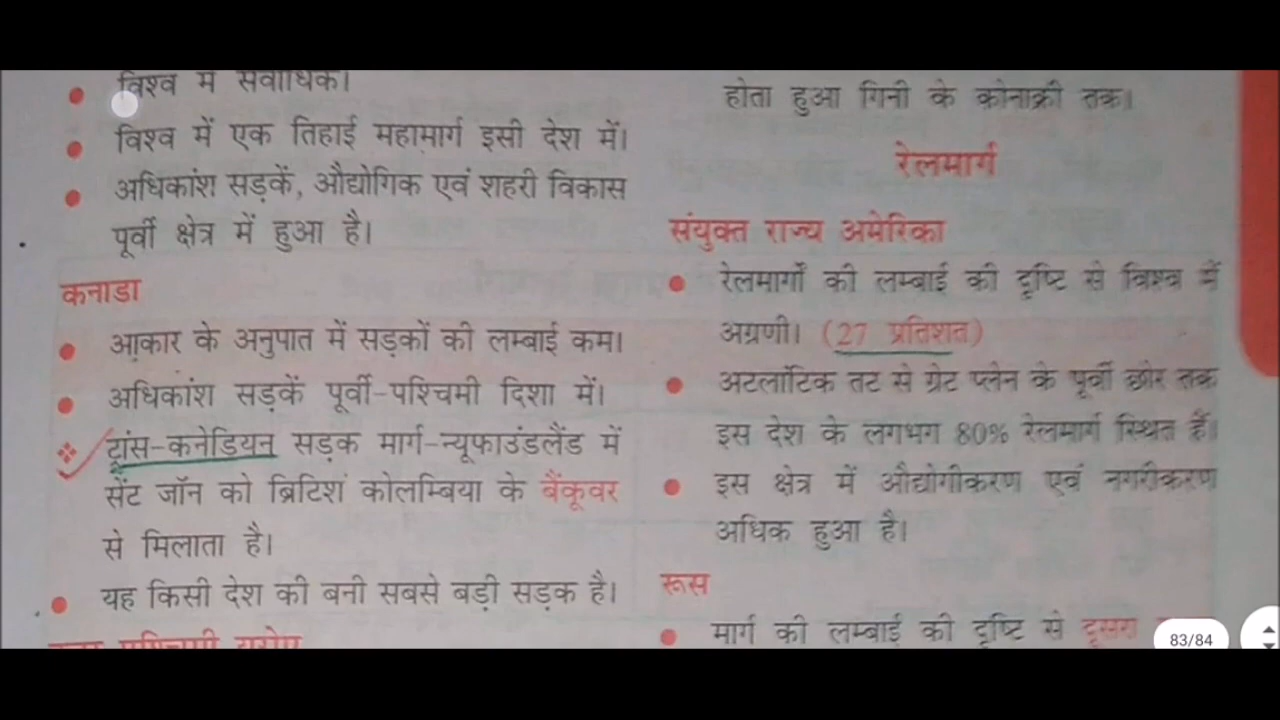 विश्व में सर्वाधिक।
विश्व में एक तिहाई महामार्ग इसी देश में।
अधिकांश सड़कें, औद्योगिक एवं शहरी विकास
पूर्वी क्षेत्र में हुआ है।
कनाडा
आकार के अनुपात में सड़कों की लम्बाई कम।
अधिकांश सड़कें पूर्वी-पश्चिमी दिशा में।
ट्रांस-कनेडियन सड़क मार्ग-न्यूफाउंडलैंड में
सेंट जॉन को ब्रिटिश कोलम्बिया के बैंकूवर
से मिलाता है।
यह किसी देश की बनी सबसे बड़ी सड़क है।
पश्चिमी यूरोप
होता हुआ गिनी के कोनाक्री तक।
रेलमार्ग
संयुक्त राज्य अमेरिका
रेलमार्गों की लम्बाई की दृष्टि से विश्व में
अग्रणी। (27 प्रतिशत)
अटलांटिक तट से ग्रेट प्लेन के पूर्वी छोर तक
इस देश के लगभग 80% रेलमार्ग स्थित हैं।
इस क्षेत्र में औद्योगीकरण एवं नगरीकरण
अधिक हुआ है।
रूस
मार्ग की लम्बाई की दृष्टि से दूसरा
83/84